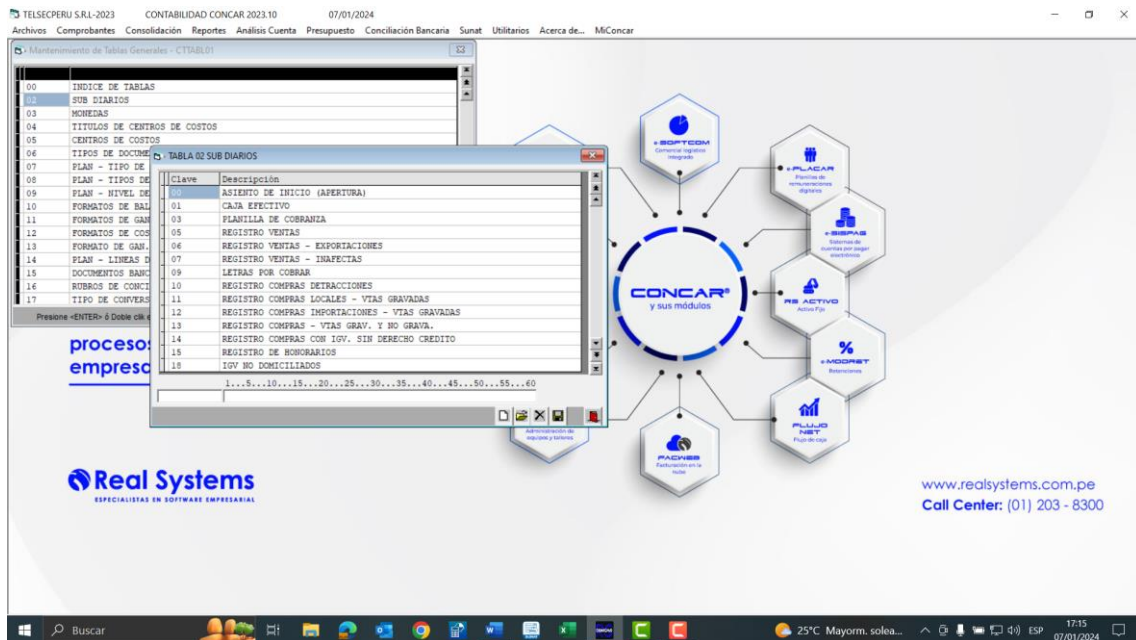 TELSECPERU S.R.L-2023 CONTABILIDAD CONCAR 2023.10 07/01/2024
Archivos Comprobantes Consolidación Reportes Análisis Cuenta Presupuesto Conciliación Bancaria Sunat Utilitarios Acerca de... MiConcar
Mantenimiento de Tablas Generales - CTTABL01
00 INDICE DE TABLAS
02 SUB DIARIOS
03 MONEDAS
04 TITULOS DE CENTROS DE COSTOS
05 CENTROS DE COSTOS
06 TIPOS DE DOCUME
07 PLAN - TIPO DE
08 PLAN - TIPOS DE
09 PLAN - NIVEL DE
10 FORMATOS DE BAL
11 FORMATOS DE GAN
12 FORMATOS DE COS
13 FORMATO DE GAN.
14 PLAN - LINEAS D
15 DOCUMENTOS BANC
16 RUBROS DE CONCI
17 TIPO DE CONVERS
Presione <ENTER> ó Doble clik e
TABLA 02 SUB DIARIOS
Clave Descripción
00 ASIENTO DE INICIO (APERTURA)
01 CAJA EFECTIVO
03 PLANILLA DE COBRANZA
05 REGISTRO VENTAS
06 REGISTRO VENTAS - EXPORTACIONES
07 REGISTRO VENTAS - INAFECTAS
09 LETRAS POR COBRAR
10 REGISTRO COMPRAS DETRACCIONES
11 REGISTRO COMPRAS LOCALES - VTAS GRAVADAS
12 REGISTRO COMPRAS IMPORTACIONES - VTAS GRAVADAS
13 REGISTRO COMPRAS - VTAS GRAV. Y NO GRAVA.
14 REGISTRO COMPRAS CON IGV. SIN DERECHO CREDITO
15 REGISTRO DE HONORARIOS
18 IGV NO DOMICILIADOS
1...5...10...15...20...25...30...35...40...45...50...55...60
procesos
empresa
Real Systems
ESPECIALISTAS EN SOFTWARE EMPRESARIAL
e-SOFTCOM
Comercial logístico
integrado
e-PLACAR
Planillas de
remuneraciones
digitales
e-SISPAG
Sistemas de
cuentas por pagar
electrónico
CONCAR®
y sus módulos
RS ACTIVO
Activo Fijo
e-MODRET
Retenciones
FLUJO
NET
Flujo de caja
Administración de
equipos y talleres
FACWEB
Facturación en la
nube
www.realsystems.com.pe
Call Center: (01) 203 - 8300
Buscar
25°C Mayorm. solea...
ESP
17:15
07/01/2024